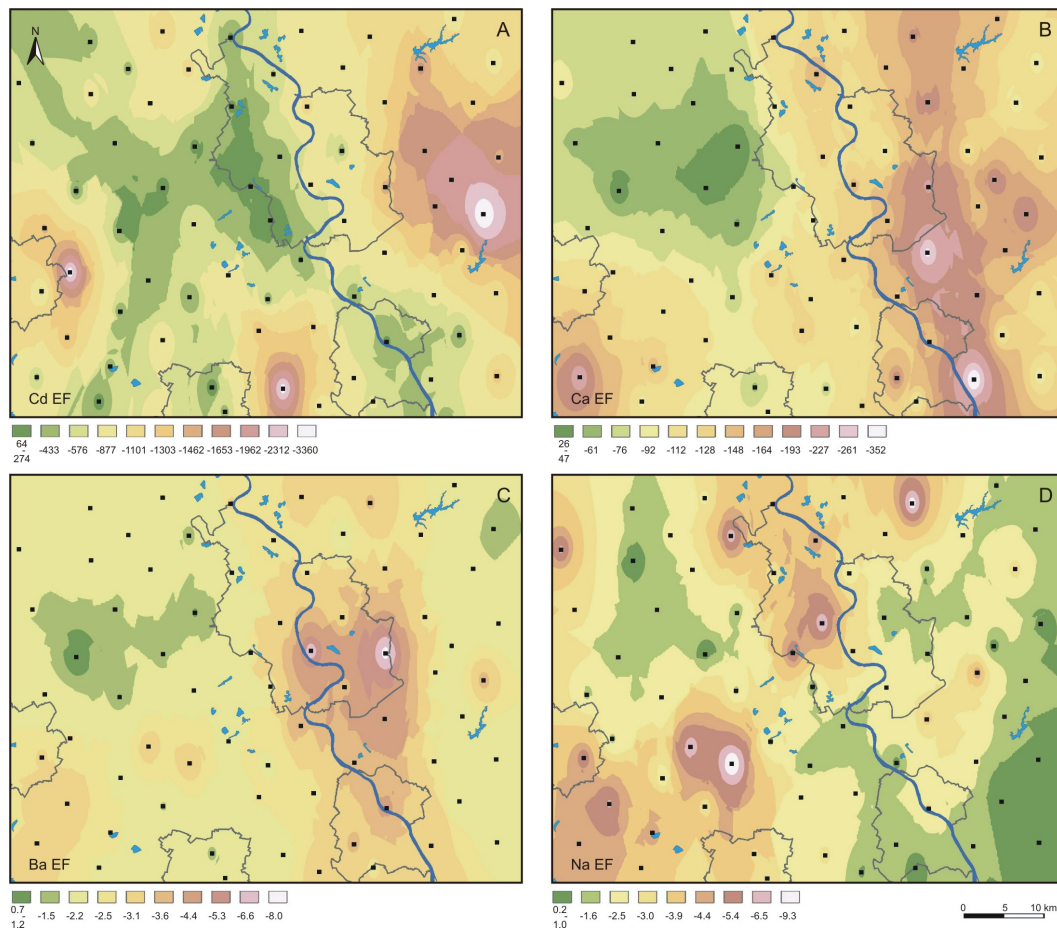 N
A
Cd EF
64
-
274
-433 -576 -877 -1101 -1303 -1462 -1653 -1962 -2312 -3360
B
Ca EF
26
-
47
-61 -76 -92 -112 -128 -148 -164 -193 -227 -261 -352
C
Ba EF
0.7
-
1.2
-1.5 -2.2 -2.5 -3.1 -3.6 -4.4 -5.3 -6.6 -8.0
D
Na EF
0.2
-
1.0
-1.6 -2.5 -3.0 -3.9 -4.4 -5.4 -6.5 -9.3
0 5 10 km